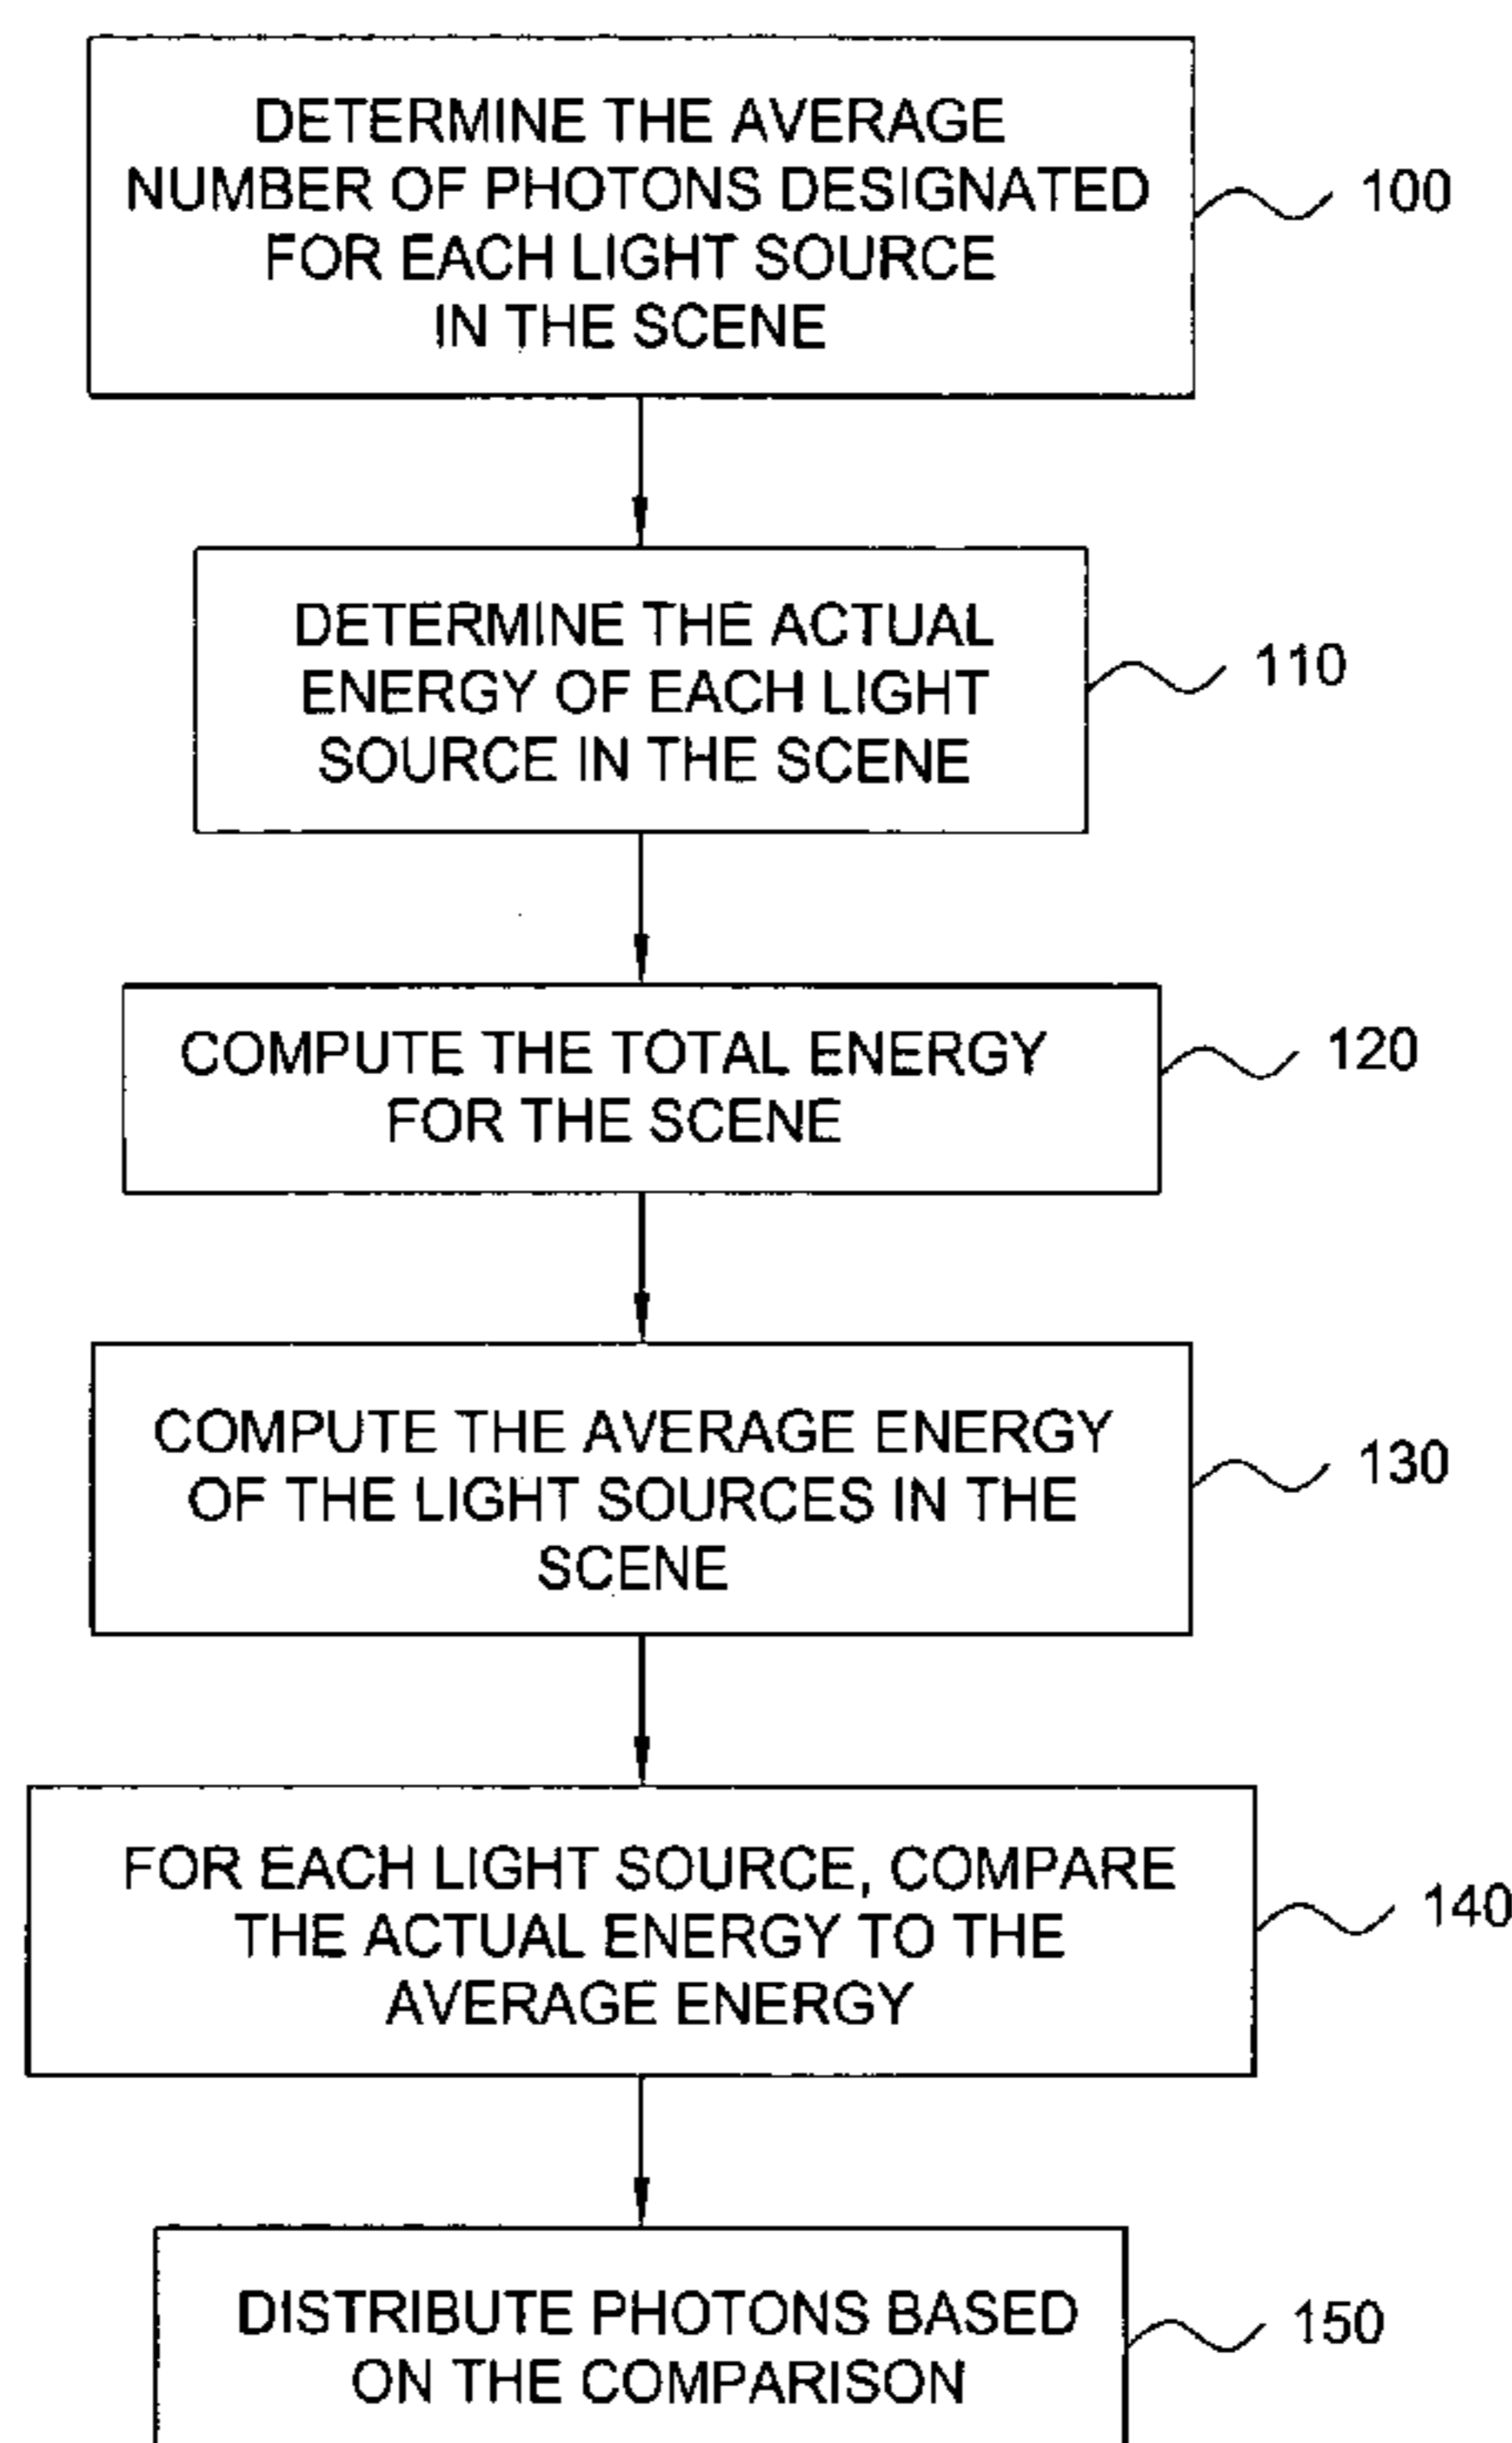 DETERMINE THE AVERAGE
NUMBER OF PHOTONS DESIGNATED
FOR EACH LIGHT SOURCE
IN THE SCENE
100
DETERMINE THE ACTUAL
ENERGY OF EACH LIGHT
SOURCE IN THE SCENE
110
COMPUTE THE TOTAL ENERGY
FOR THE SCENE
120
COMPUTE THE AVERAGE ENERGY
OF THE LIGHT SOURCES IN THE
SCENE
130
FOR EACH LIGHT SOURCE, COMPARE
THE ACTUAL ENERGY TO THE
AVERAGE ENERGY
140
DISTRIBUTE PHOTONS BASED
ON THE COMPARISON
150